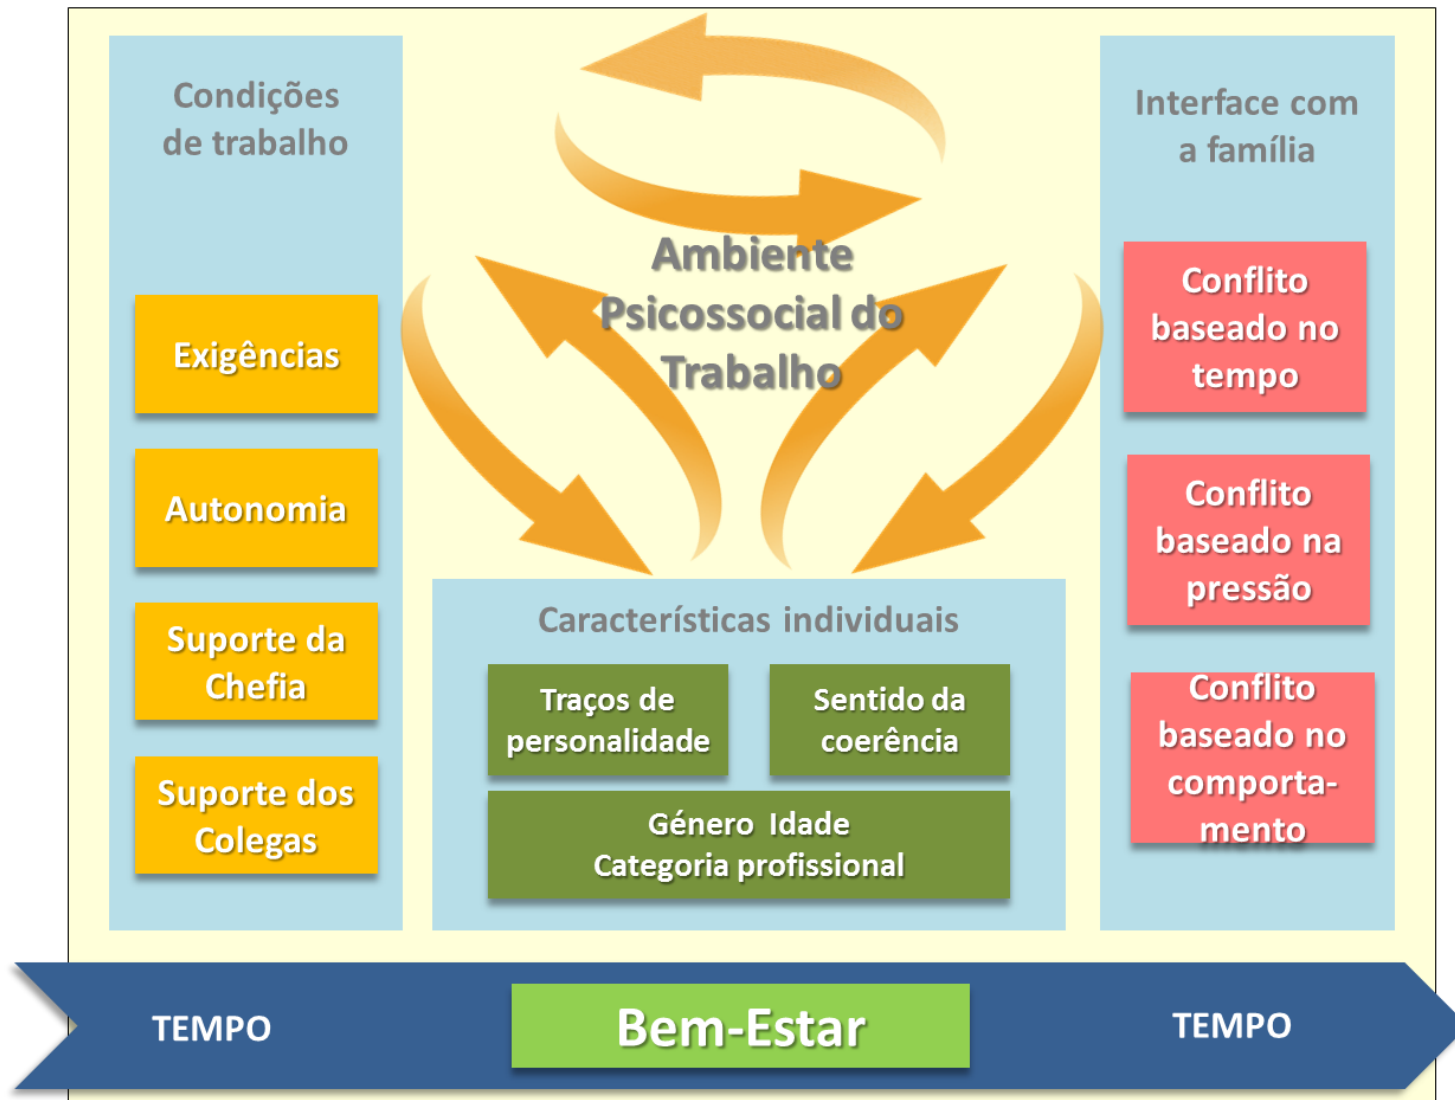 Condições
de trabalho
Exigências
Autonomia
Suporte da
Chefia
Suporte dos
Colegas
Ambiente
Psicossocial do
Trabalho
Características individuais
Traços de
personalidade
Sentido da
coerência
Género  Idade
Categoria profissional
Interface com
a família
Conflito
baseado no
tempo
Conflito
baseado na
pressão
Conflito
baseado no
comporta-
mento
TEMPO
Bem-Estar
TEMPO